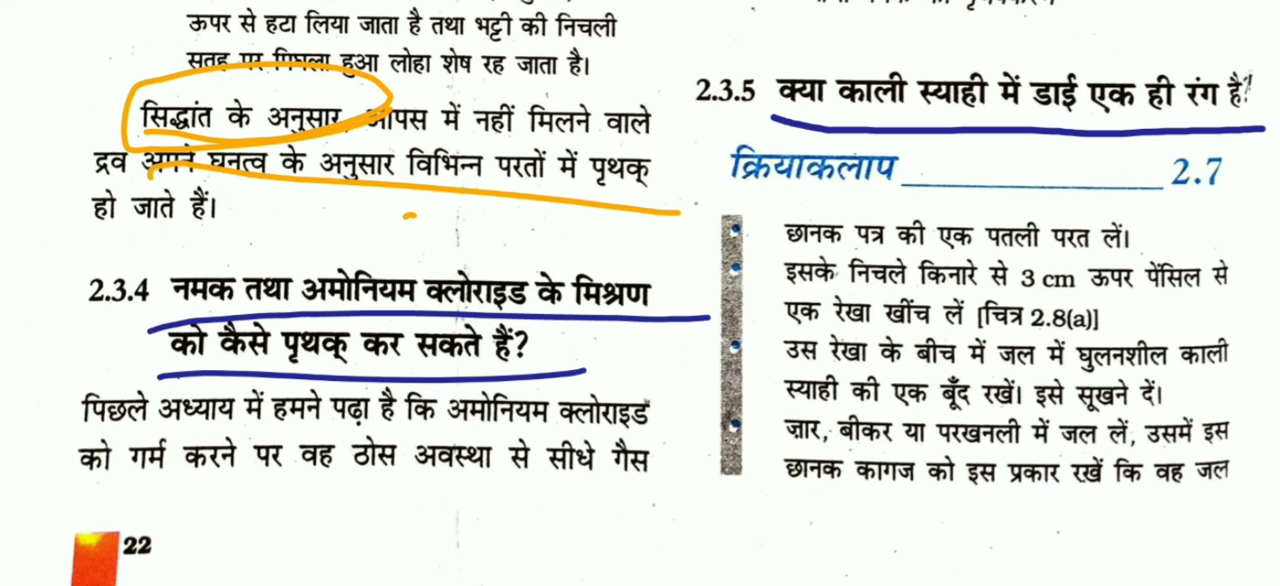 ऊपर से हटा लिया जाता है तथा भट्टी की निचली
सतह पर पिघला हुआ लोहा शेष रह जाता है।
सिद्धांत के अनुसार, आपस में नहीं मिलने वाले
द्रव अपने घनत्व के अनुसार विभिन्न परतों में पृथक्
हो जाते हैं।
2.3.4 नमक तथा अमोनियम क्लोराइड के मिश्रण
को कैसे पृथक् कर सकते हैं?
पिछले अध्याय में हमने पढ़ा है कि अमोनियम क्लोराइड
को गर्म करने पर वह ठोस अवस्था से सीधे गैस
22
2.3.5 क्या काली स्याही में डाई एक ही रंग है?
क्रियाकलाप ______________ 2.7
• छानक पत्र की एक पतली परत लें।
• इसके निचले किनारे से 3 cm ऊपर पेंसिल से
एक रेखा खींच लें [चित्र 2.8(a)]
• उस रेखा के बीच में जल में घुलनशील काली
स्याही की एक बूँद रखें। इसे सूखने दें।
• जार, बीकर या परखनली में जल लें, उसमें इस
छानक कागज को इस प्रकार रखें कि वह जल